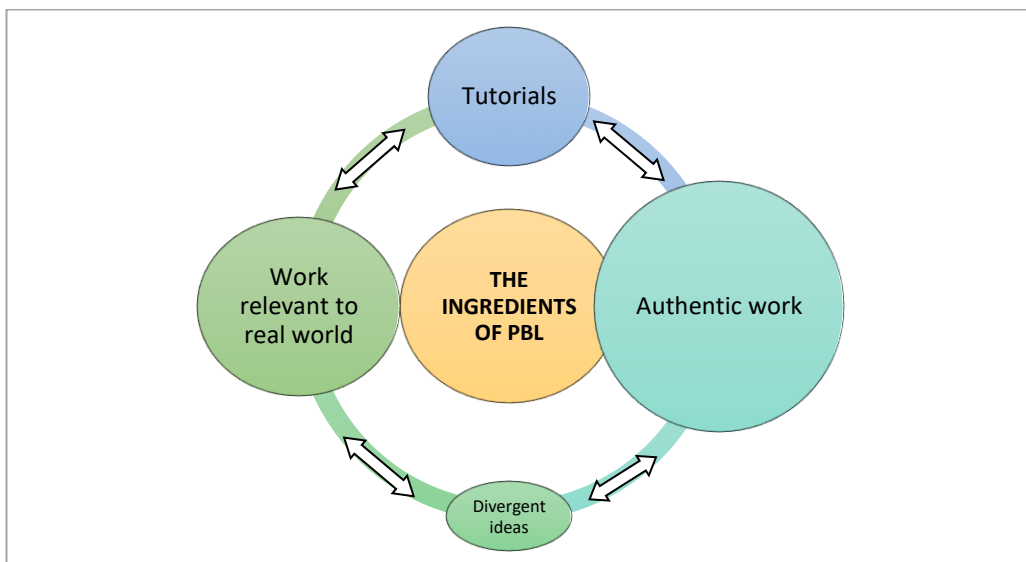 Tutorials
Work
relevant to
real world
THE
INGREDIENTS
OF PBL
Authentic work
Divergent
ideas